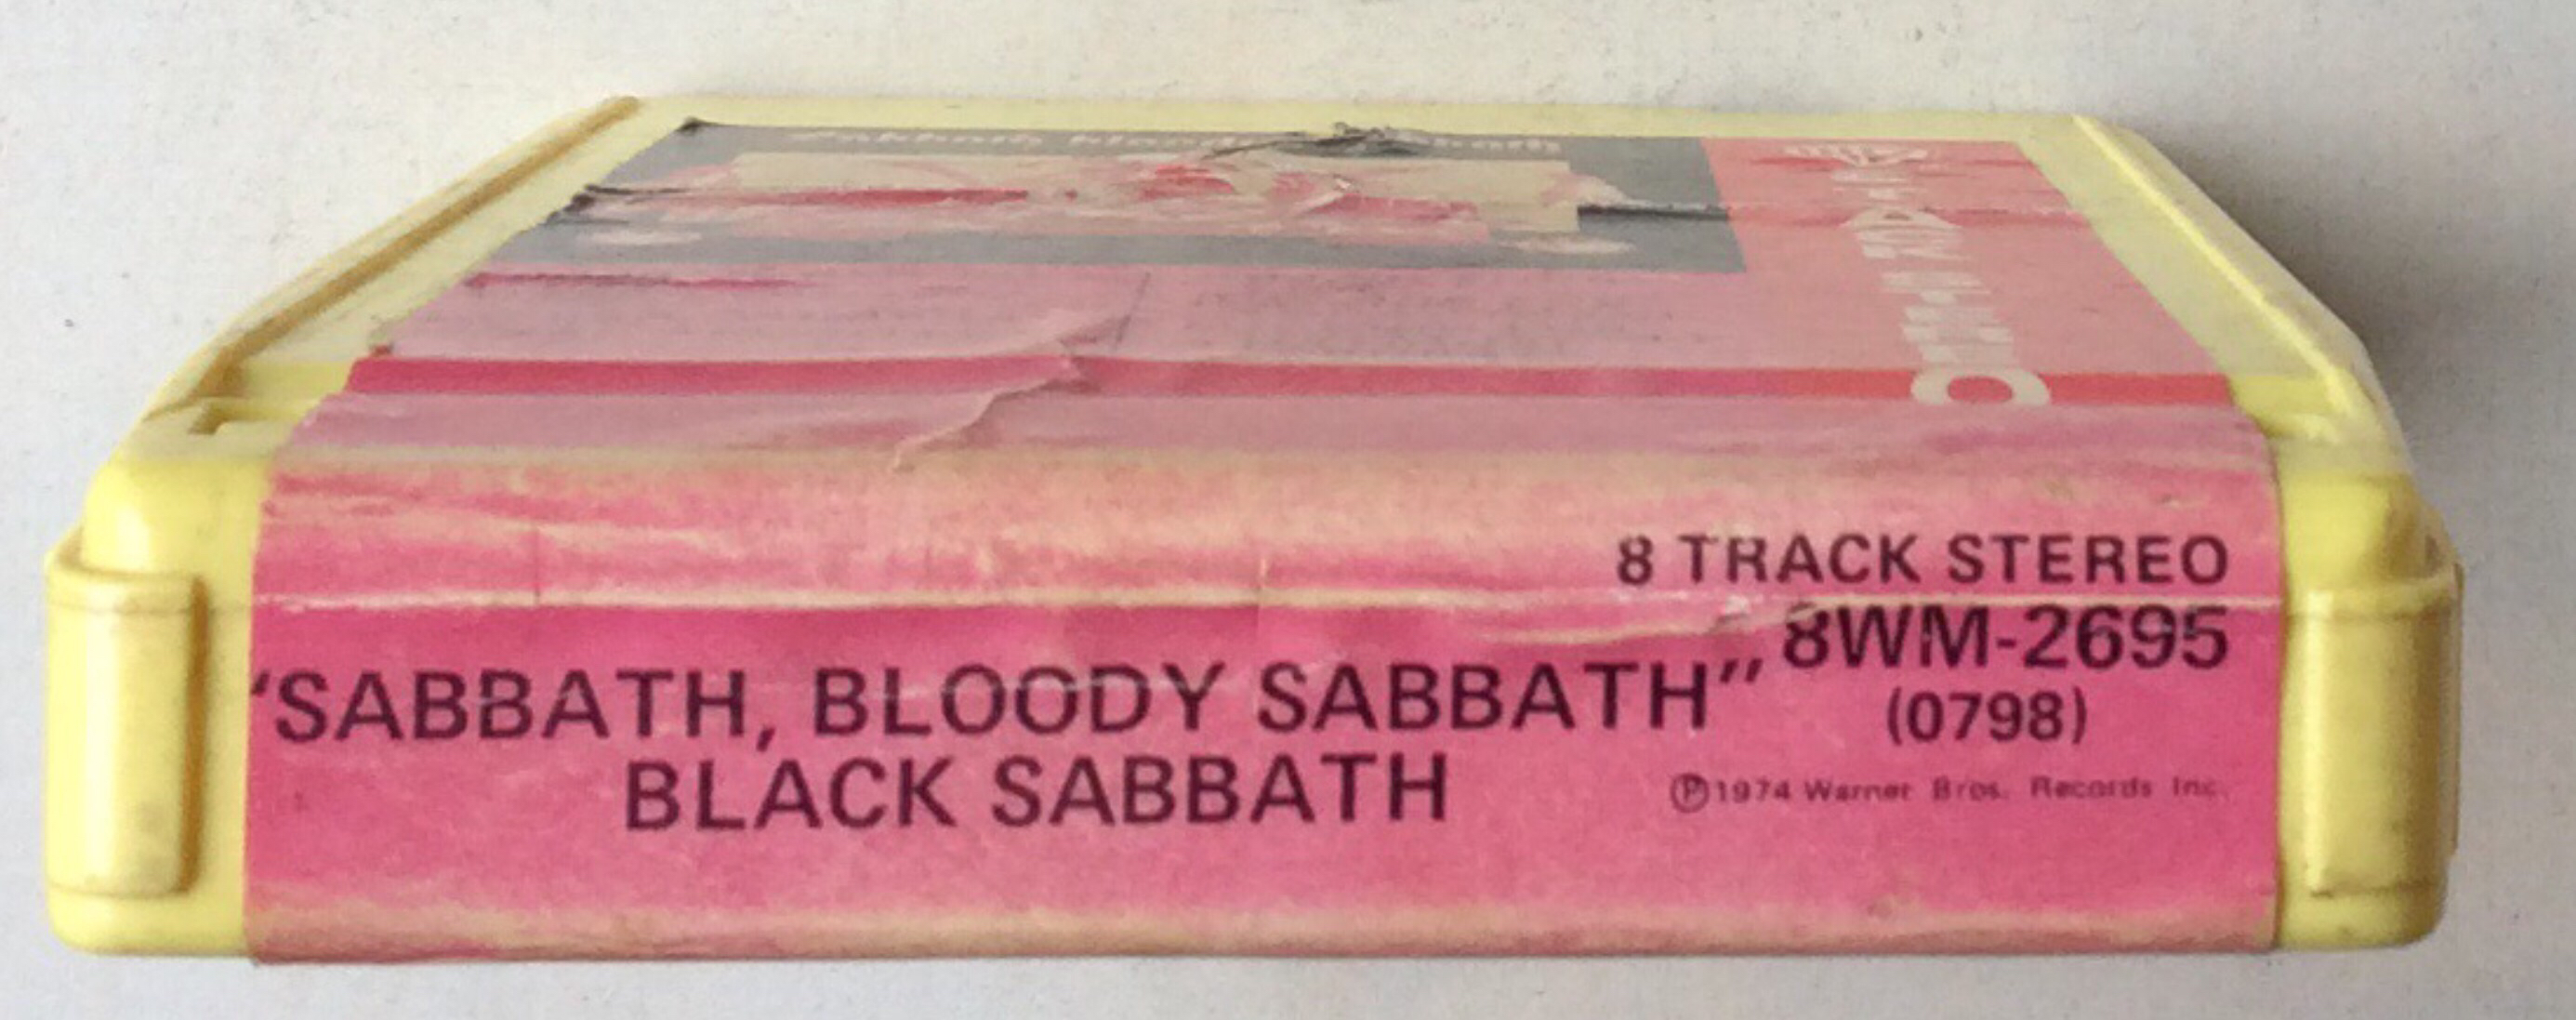 8 TRACK STEREO
8WM-2695
(0798)
'SABBATH, BLOODY SABBATH"
BLACK SABBATH
℗1974 Warner Bros. Records Inc.